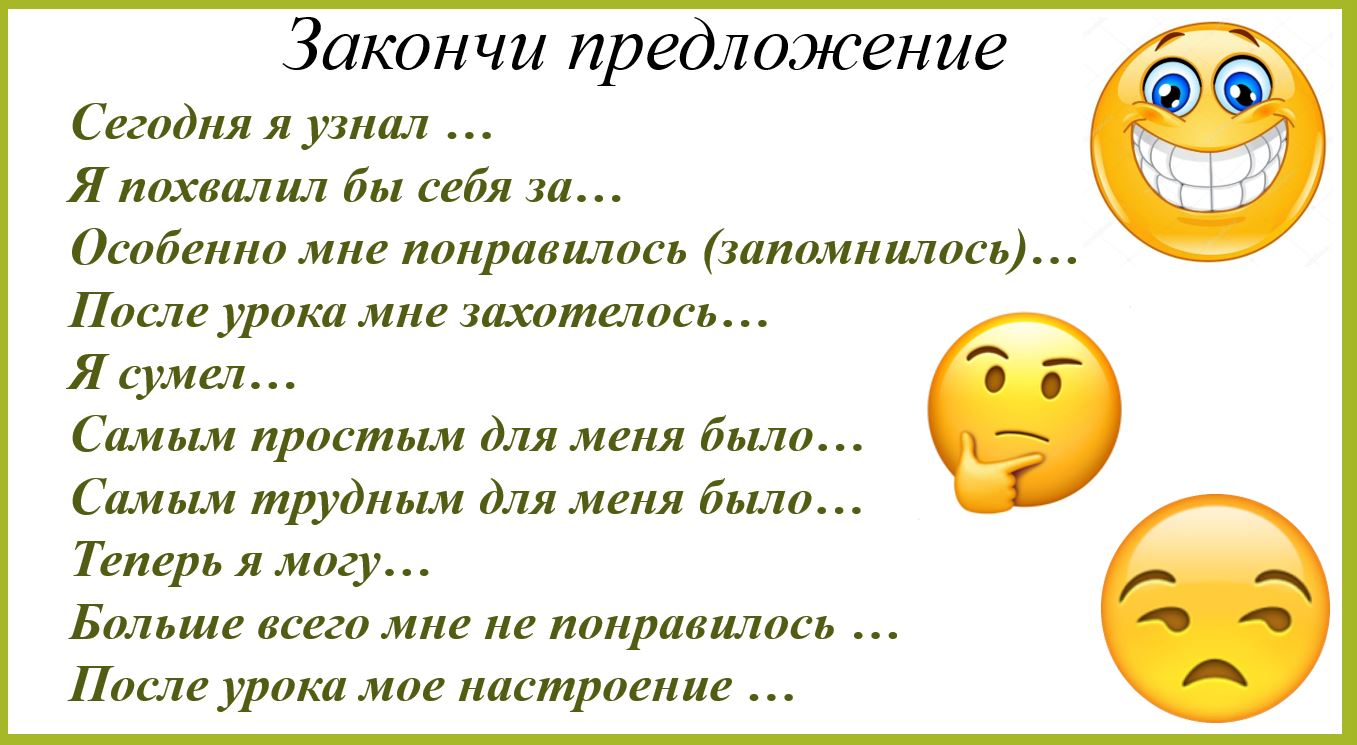 Закончи предложение
Сегодня я узнал …
Я похвалил бы себя за…
Особенно мне понравилось (запомнилось)…
После урока мне захотелось…
Я сумел…
Самым простым для меня было…
Самым трудным для меня было…
Теперь я могу…
Больше всего мне не понравилось …
После урока мое настроение …